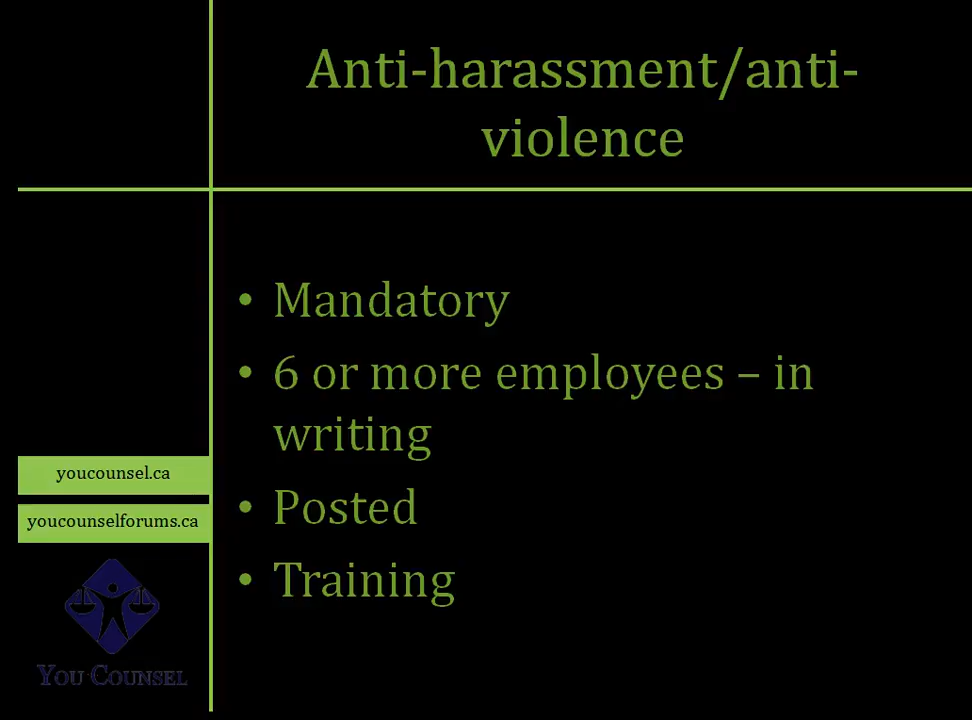 Anti-harassment/anti-
violence
• Mandatory
• 6 or more employees – in
writing
• Posted
• Training
youcounsel.ca
youcounselforums.ca
YOU COUNSEL